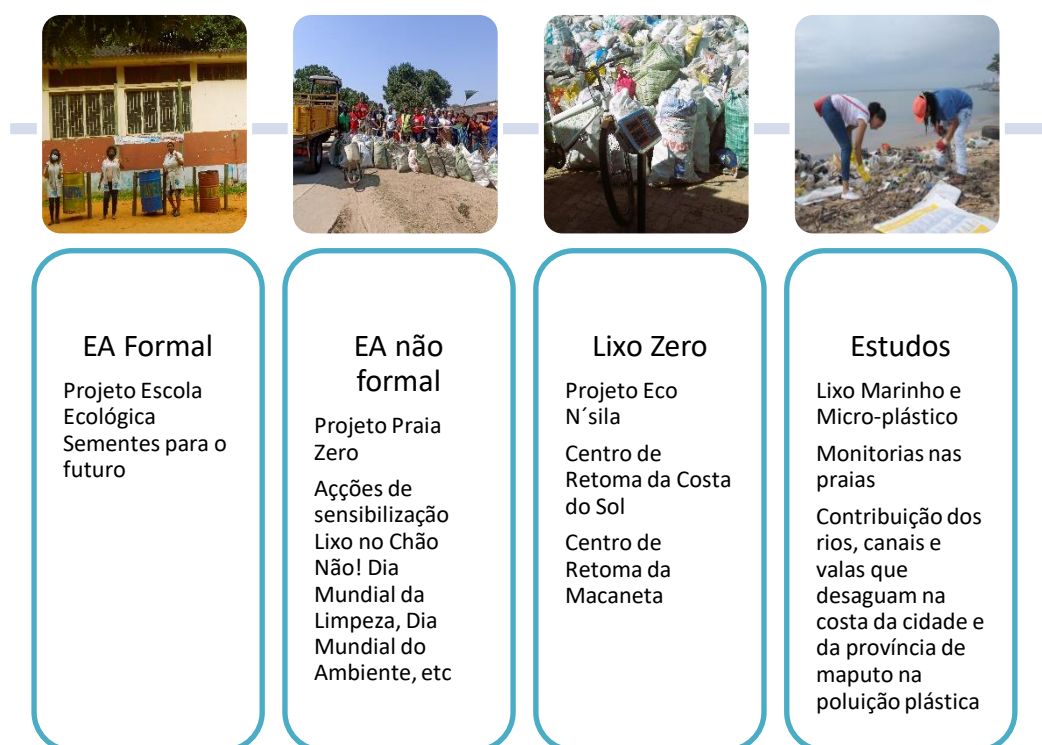 EA Formal
Projeto Escola
Ecológica
Sementes para o
futuro
EA não
formal
Projeto Praia
Zero
Acções de
sensibilização
Lixo no Chão
Não! Dia
Mundial da
Limpeza, Dia
Mundial do
Ambiente, etc
Lixo Zero
Projeto Eco
N´sila
Centro de
Retoma da Costa
do Sol
Centro de
Retoma da
Macaneta
Estudos
Lixo Marinho e
Micro-plástico
Monitorias nas
praias
Contribuição dos
rios, canais e
valas que
desaguam na
costa da cidade e
da província de
maputo na
poluição plástica